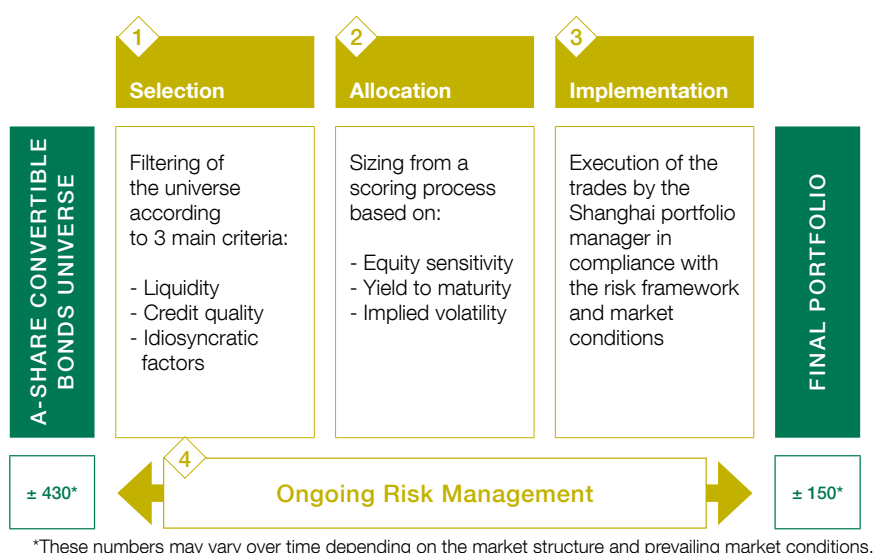 A-SHARE CONVERTIBLE
BONDS UNIVERSE
± 430*
1
Selection
Filtering of
the universe
according
to 3 main criteria:
- Liquidity
- Credit quality
- Idiosyncratic
factors
2
Allocation
Sizing from a
scoring process
based on:
- Equity sensitivity
- Yield to maturity
- Implied volatility
3
Implementation
Execution of the
trades by the
Shanghai portfolio
manager in
compliance with
the risk framework
and market
conditions
4
Ongoing Risk Management
FINAL PORTFOLIO
± 150*
*These numbers may vary over time depending on the market structure and prevailing market conditions.